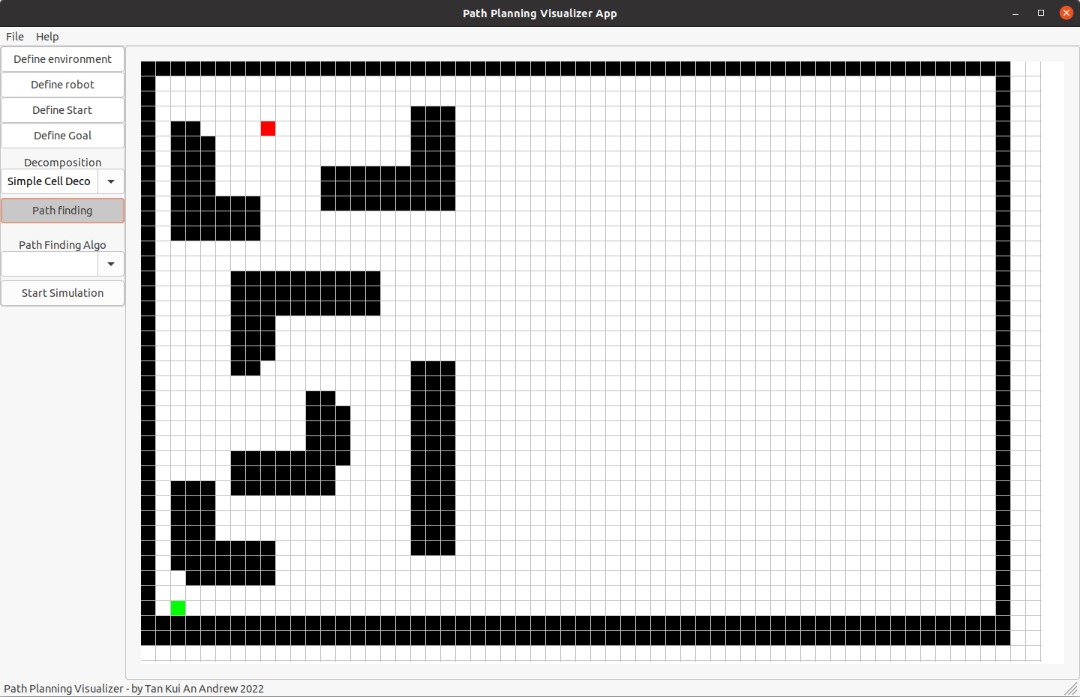 Path Planning Visualizer App
File Help
Define environment
Define robot
Define Start
Define Goal
Decomposition
Simple Cell Deco
Path finding
Path Finding Algo
Start Simulation
Path Planning Visualizer - by Tan Kui An Andrew 2022